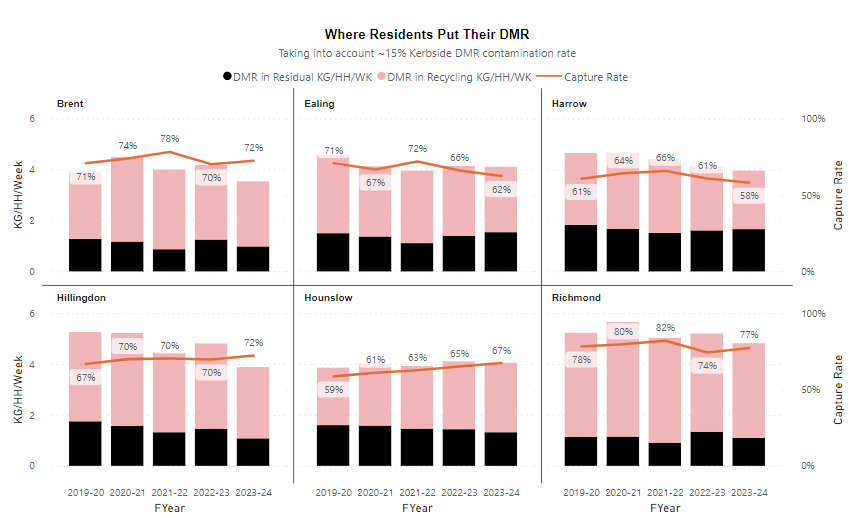 Where Residents Put Their DMR
Taking into account ~15% Kerbside DMR contamination rate
DMR in Residual KG/HH/WK DMR in Recycling KG/HH/WK Capture Rate
Brent Ealing Harrow
6 100%
4 50%
2
0 0%
KG/HH/Week
Capture Rate
71% 74% 78% 70% 72%
71% 67% 72% 66% 62%
61% 64% 66% 61% 58%
Hillingdon Hounslow Richmond
6 100%
4 50%
2
0 0%
KG/HH/Week
Capture Rate
67% 70% 70% 70% 72%
59% 61% 63% 65% 67%
78% 80% 82% 74% 77%
2019-20 2020-21 2021-22 2022-23 2023-24 2019-20 2020-21 2021-22 2022-23 2023-24 2019-20 2020-21 2021-22 2022-23 2023-24
FYear FYear FYear